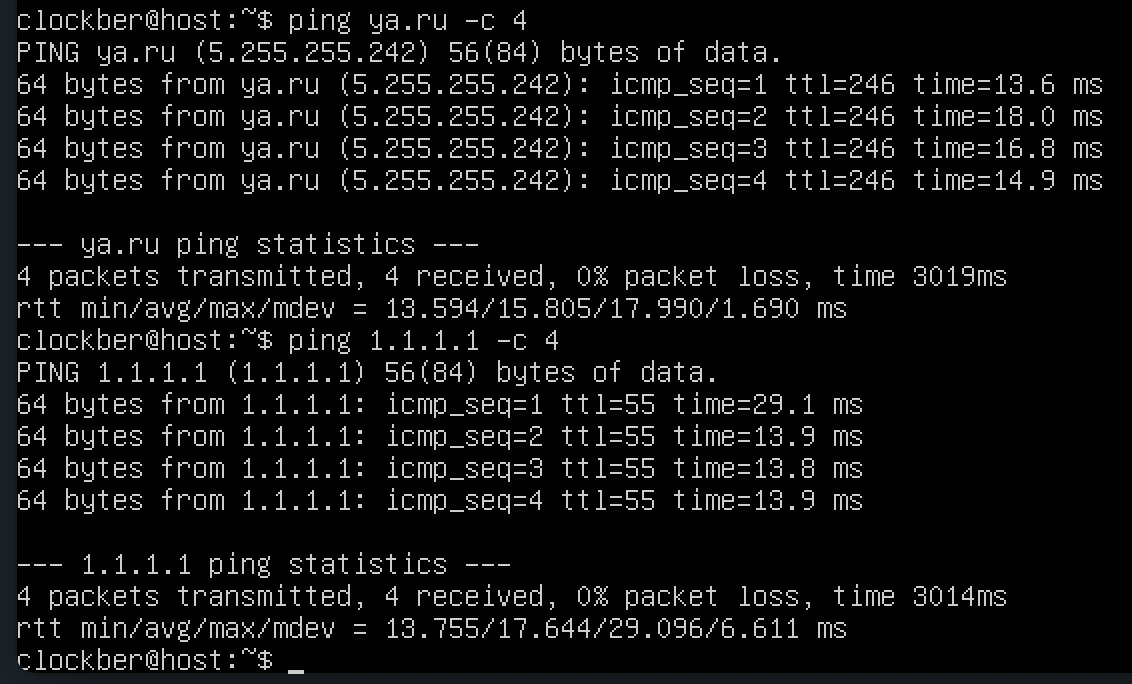 clockber@host:~$ ping ya.ru -c 4
PING ya.ru (5.255.255.242) 56(84) bytes of data.
64 bytes from ya.ru (5.255.255.242): icmp_seq=1 ttl=246 time=13.6 ms
64 bytes from ya.ru (5.255.255.242): icmp_seq=2 ttl=246 time=18.0 ms
64 bytes from ya.ru (5.255.255.242): icmp_seq=3 ttl=246 time=16.8 ms
64 bytes from ya.ru (5.255.255.242): icmp_seq=4 ttl=246 time=14.9 ms

--- ya.ru ping statistics ---
4 packets transmitted, 4 received, 0% packet loss, time 3019ms
rtt min/avg/max/mdev = 13.594/15.805/17.990/1.690 ms
clockber@host:~$ ping 1.1.1.1 -c 4
PING 1.1.1.1 (1.1.1.1) 56(84) bytes of data.
64 bytes from 1.1.1.1: icmp_seq=1 ttl=55 time=29.1 ms
64 bytes from 1.1.1.1: icmp_seq=2 ttl=55 time=13.9 ms
64 bytes from 1.1.1.1: icmp_seq=3 ttl=55 time=13.8 ms
64 bytes from 1.1.1.1: icmp_seq=4 ttl=55 time=13.9 ms

--- 1.1.1.1 ping statistics ---
4 packets transmitted, 4 received, 0% packet loss, time 3014ms
rtt min/avg/max/mdev = 13.755/17.644/29.096/6.611 ms
clockber@host:~$ _